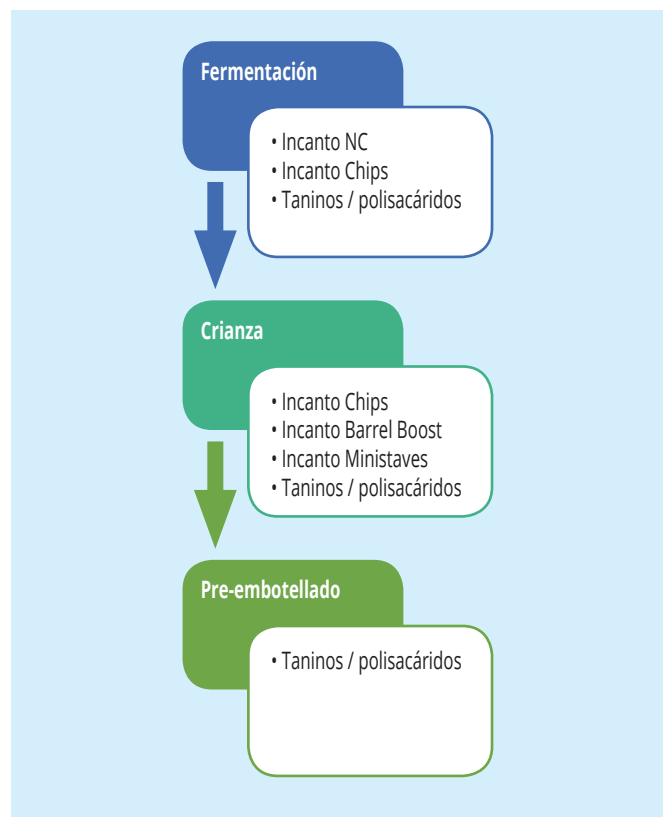 Fermentación
• Incanto NC
• Incanto Chips
• Taninos / polisacáridos
Crianza
• Incanto Chips
• Incanto Barrel Boost
• Incanto Ministaves
• Taninos / polisacáridos
Pre-embotellado
• Taninos / polisacáridos